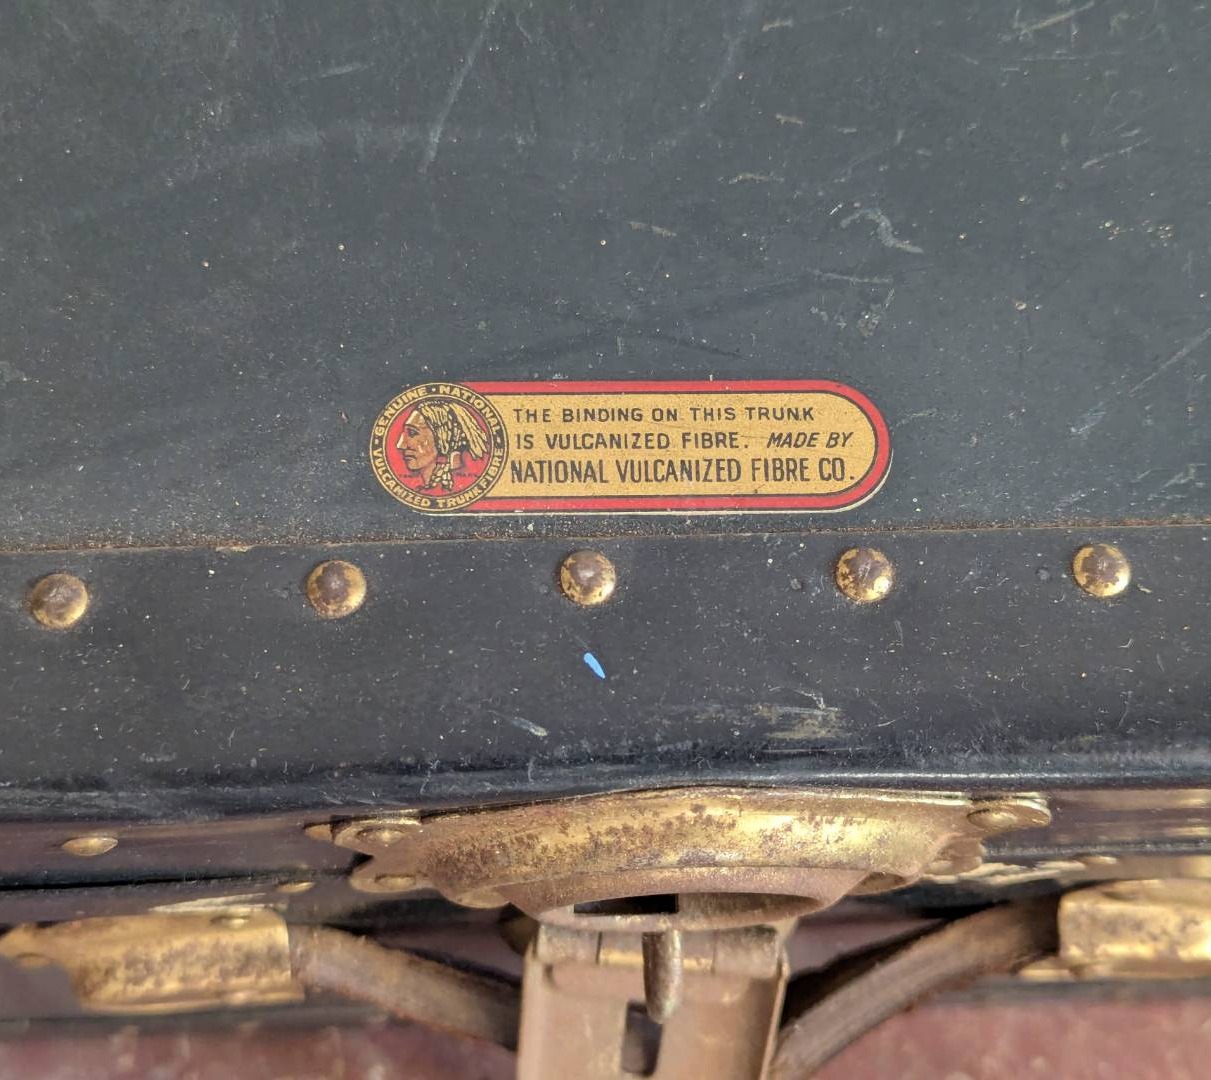 GENUINE · NATIONAL
· VULCANIZED TRUNK FIBRE ·
THE BINDING ON THIS TRUNK
IS VULCANIZED FIBRE. MADE BY
NATIONAL VULCANIZED FIBRE CO.